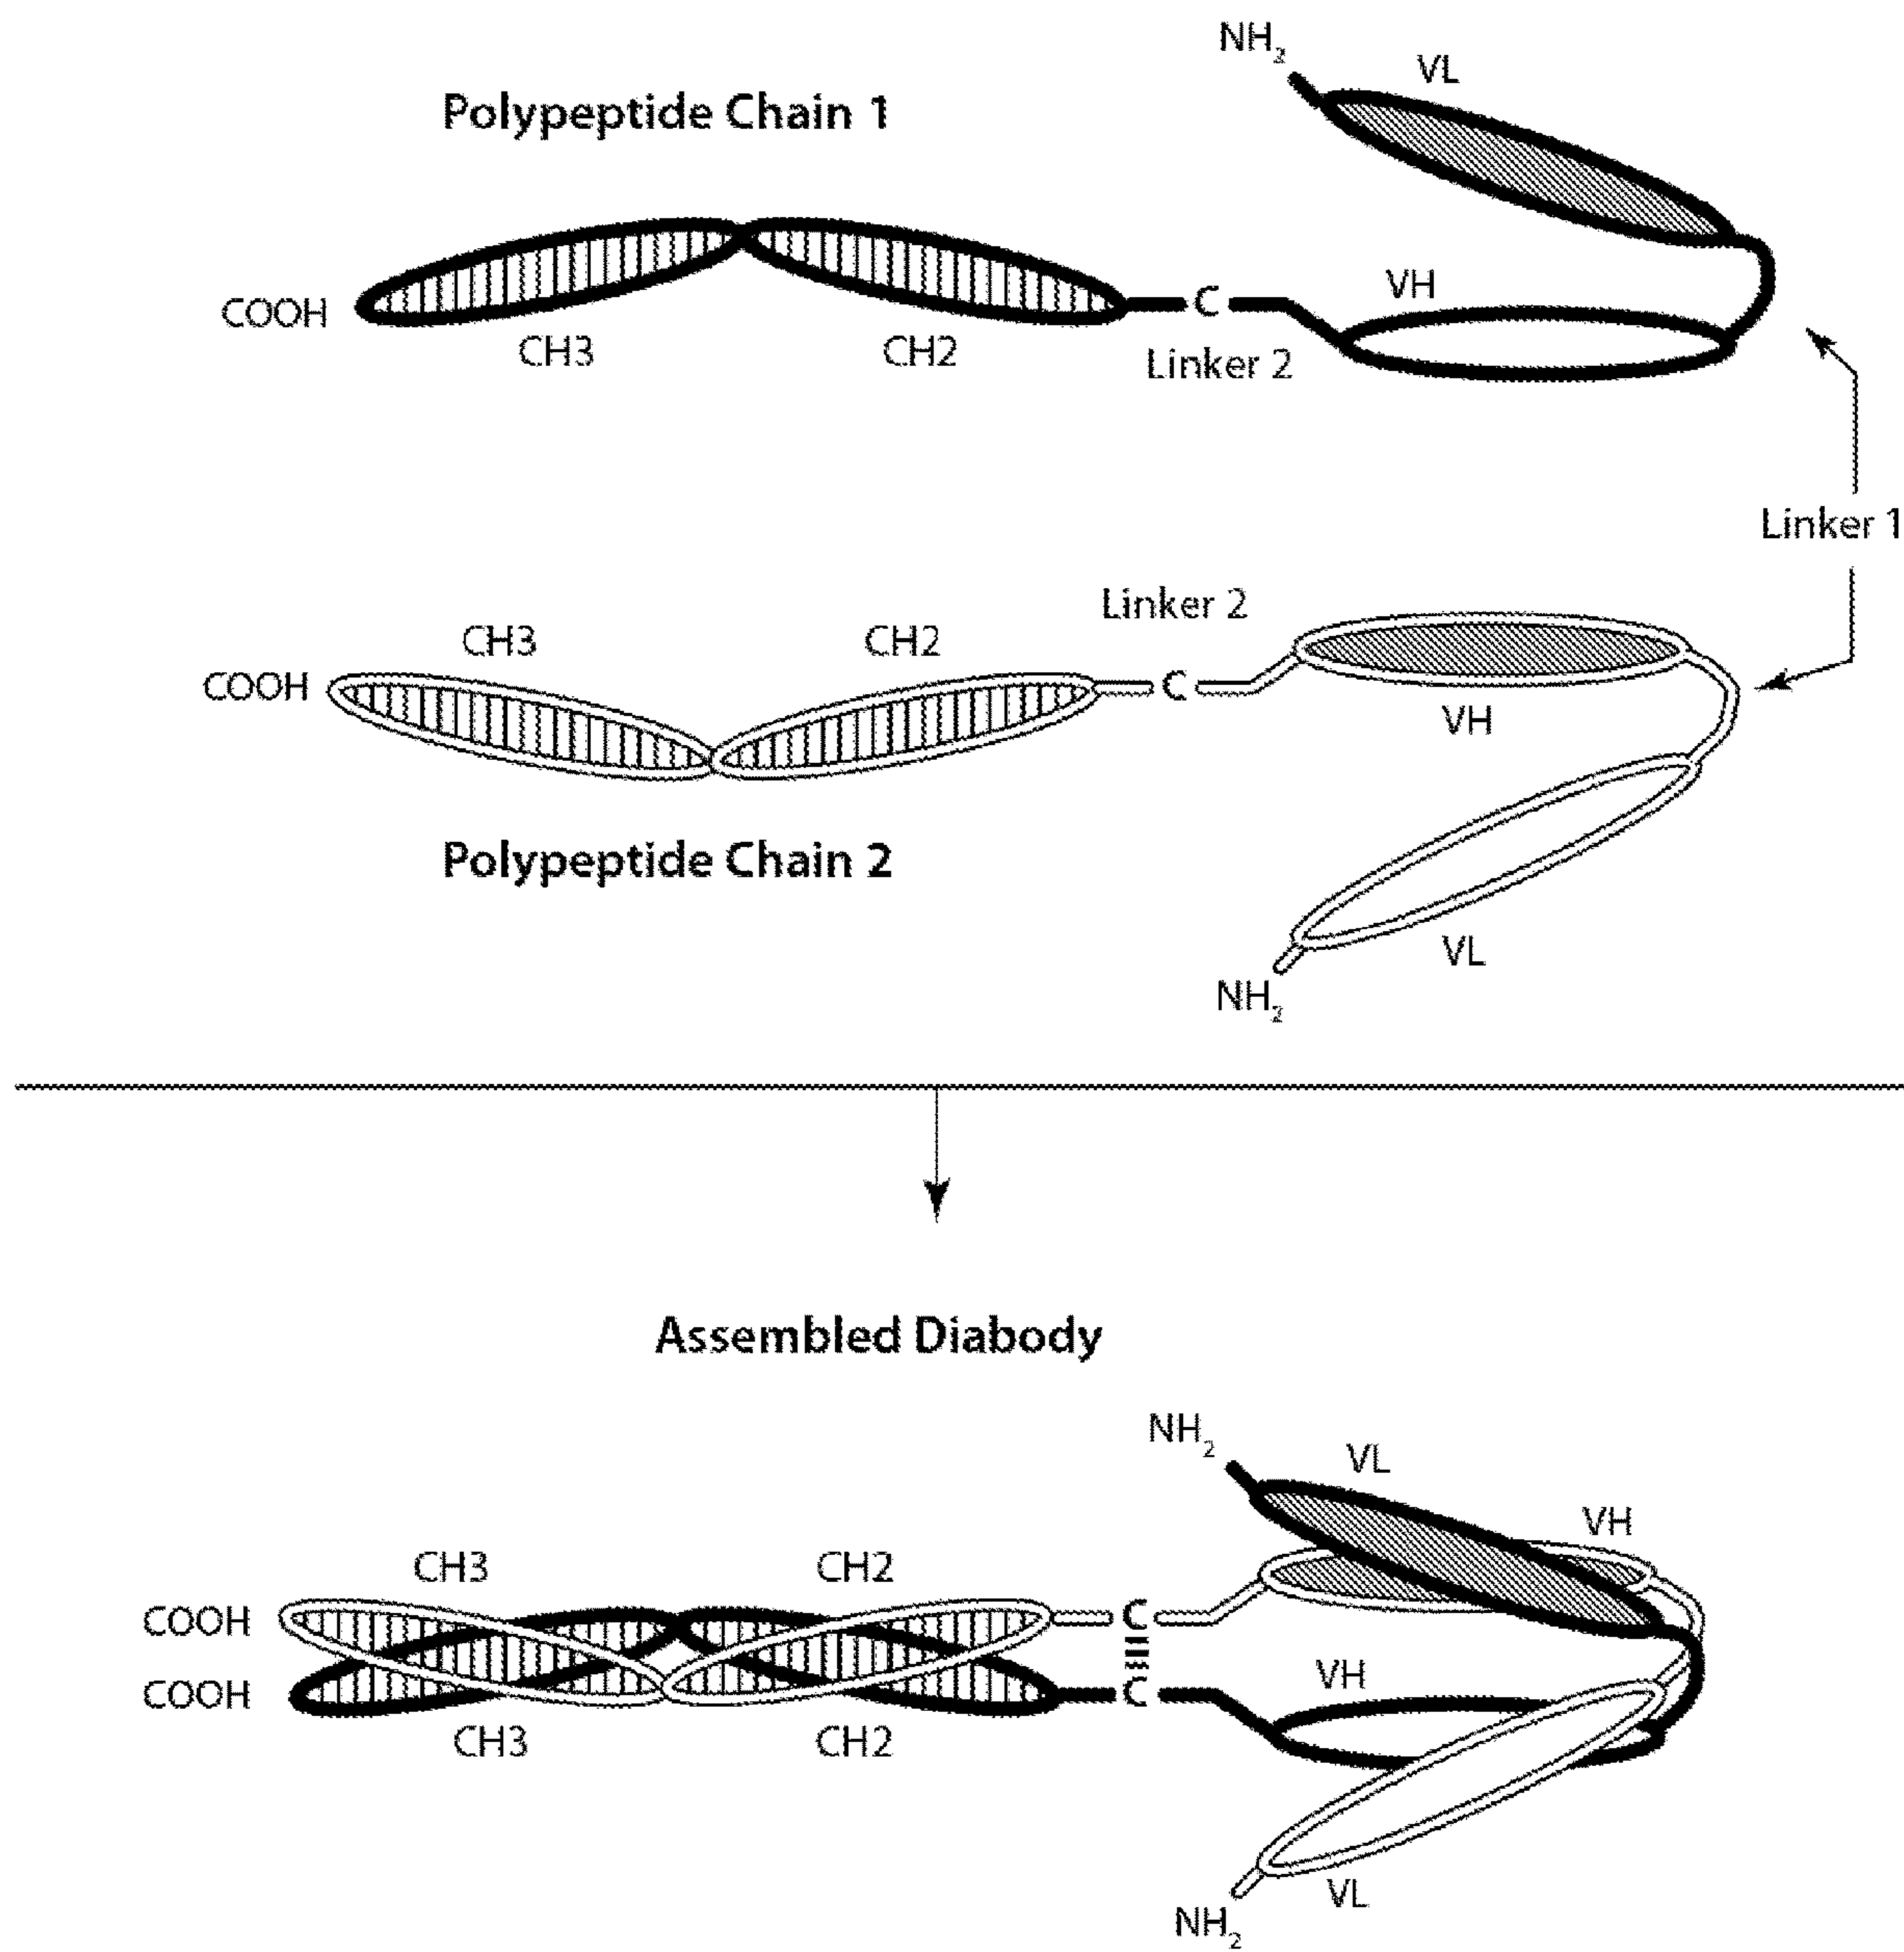 NH₂
VL
Polypeptide Chain 1
VH
COOH
C
CH3
CH2
Linker 2
Linker 1
Linker 2
CH3
CH2
COOH
C
VH
Polypeptide Chain 2
VL
NH₂
Assembled Diabody
NH₂
VL
VH
CH3
CH2
COOH
C
VH
COOH
C
CH3
CH2
VL
NH₂